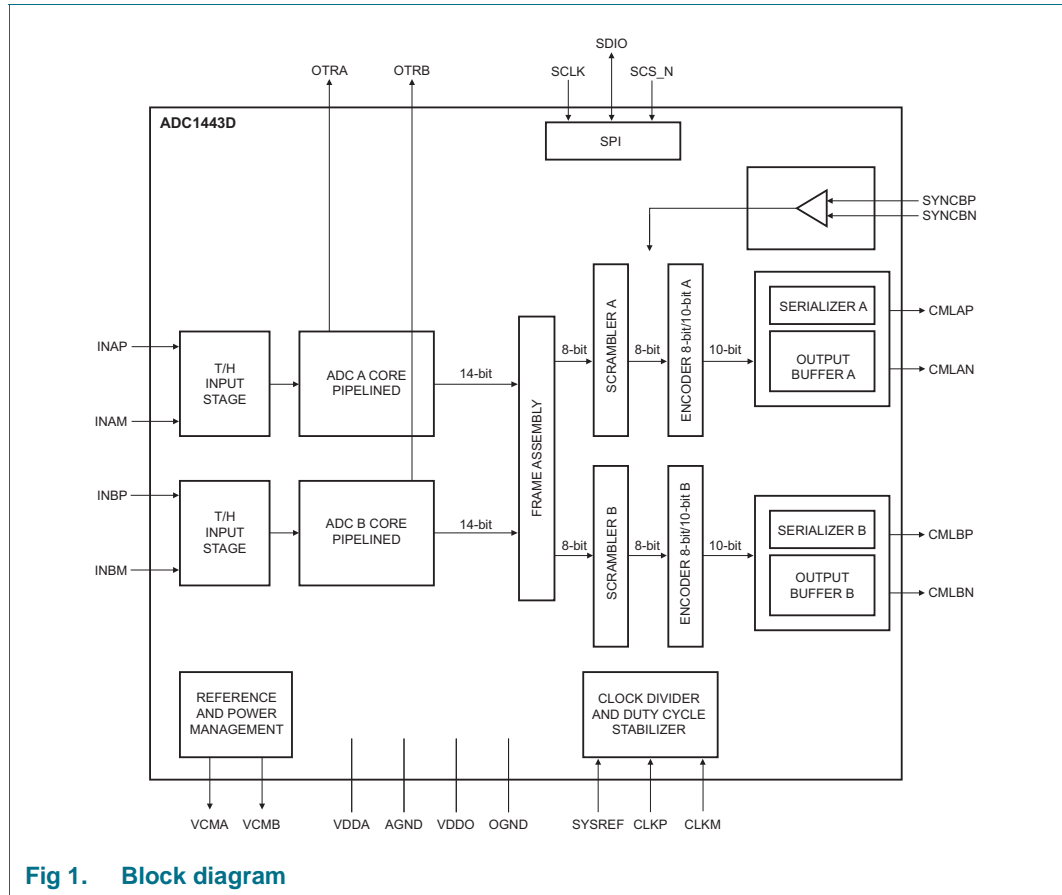 SDIO
OTRA
OTRB
SCLK
SCS_N
ADC1443D
SPI
SYNCBP
SYNCBN
INAP
INAM
T/H
INPUT
STAGE
ADC A CORE
PIPELINED
14-bit
FRAME ASSEMBLY
8-bit
SCRAMBLER A
8-bit
ENCODER 8-bit/10-bit A
10-bit
SERIALIZER A
OUTPUT
BUFFER A
CMLAP
CMLAN
INBP
INBM
T/H
INPUT
STAGE
ADC B CORE
PIPELINED
14-bit
8-bit
SCRAMBLER B
8-bit
ENCODER 8-bit/10-bit B
10-bit
SERIALIZER B
OUTPUT
BUFFER B
CMLBP
CMLBN
REFERENCE
AND POWER
MANAGEMENT
CLOCK DIVIDER
AND DUTY CYCLE
STABILIZER
VCMA
VCMB
VDDA
AGND
VDDO
OGND
SYSREF
CLKP
CLKM
Fig 1. Block diagram